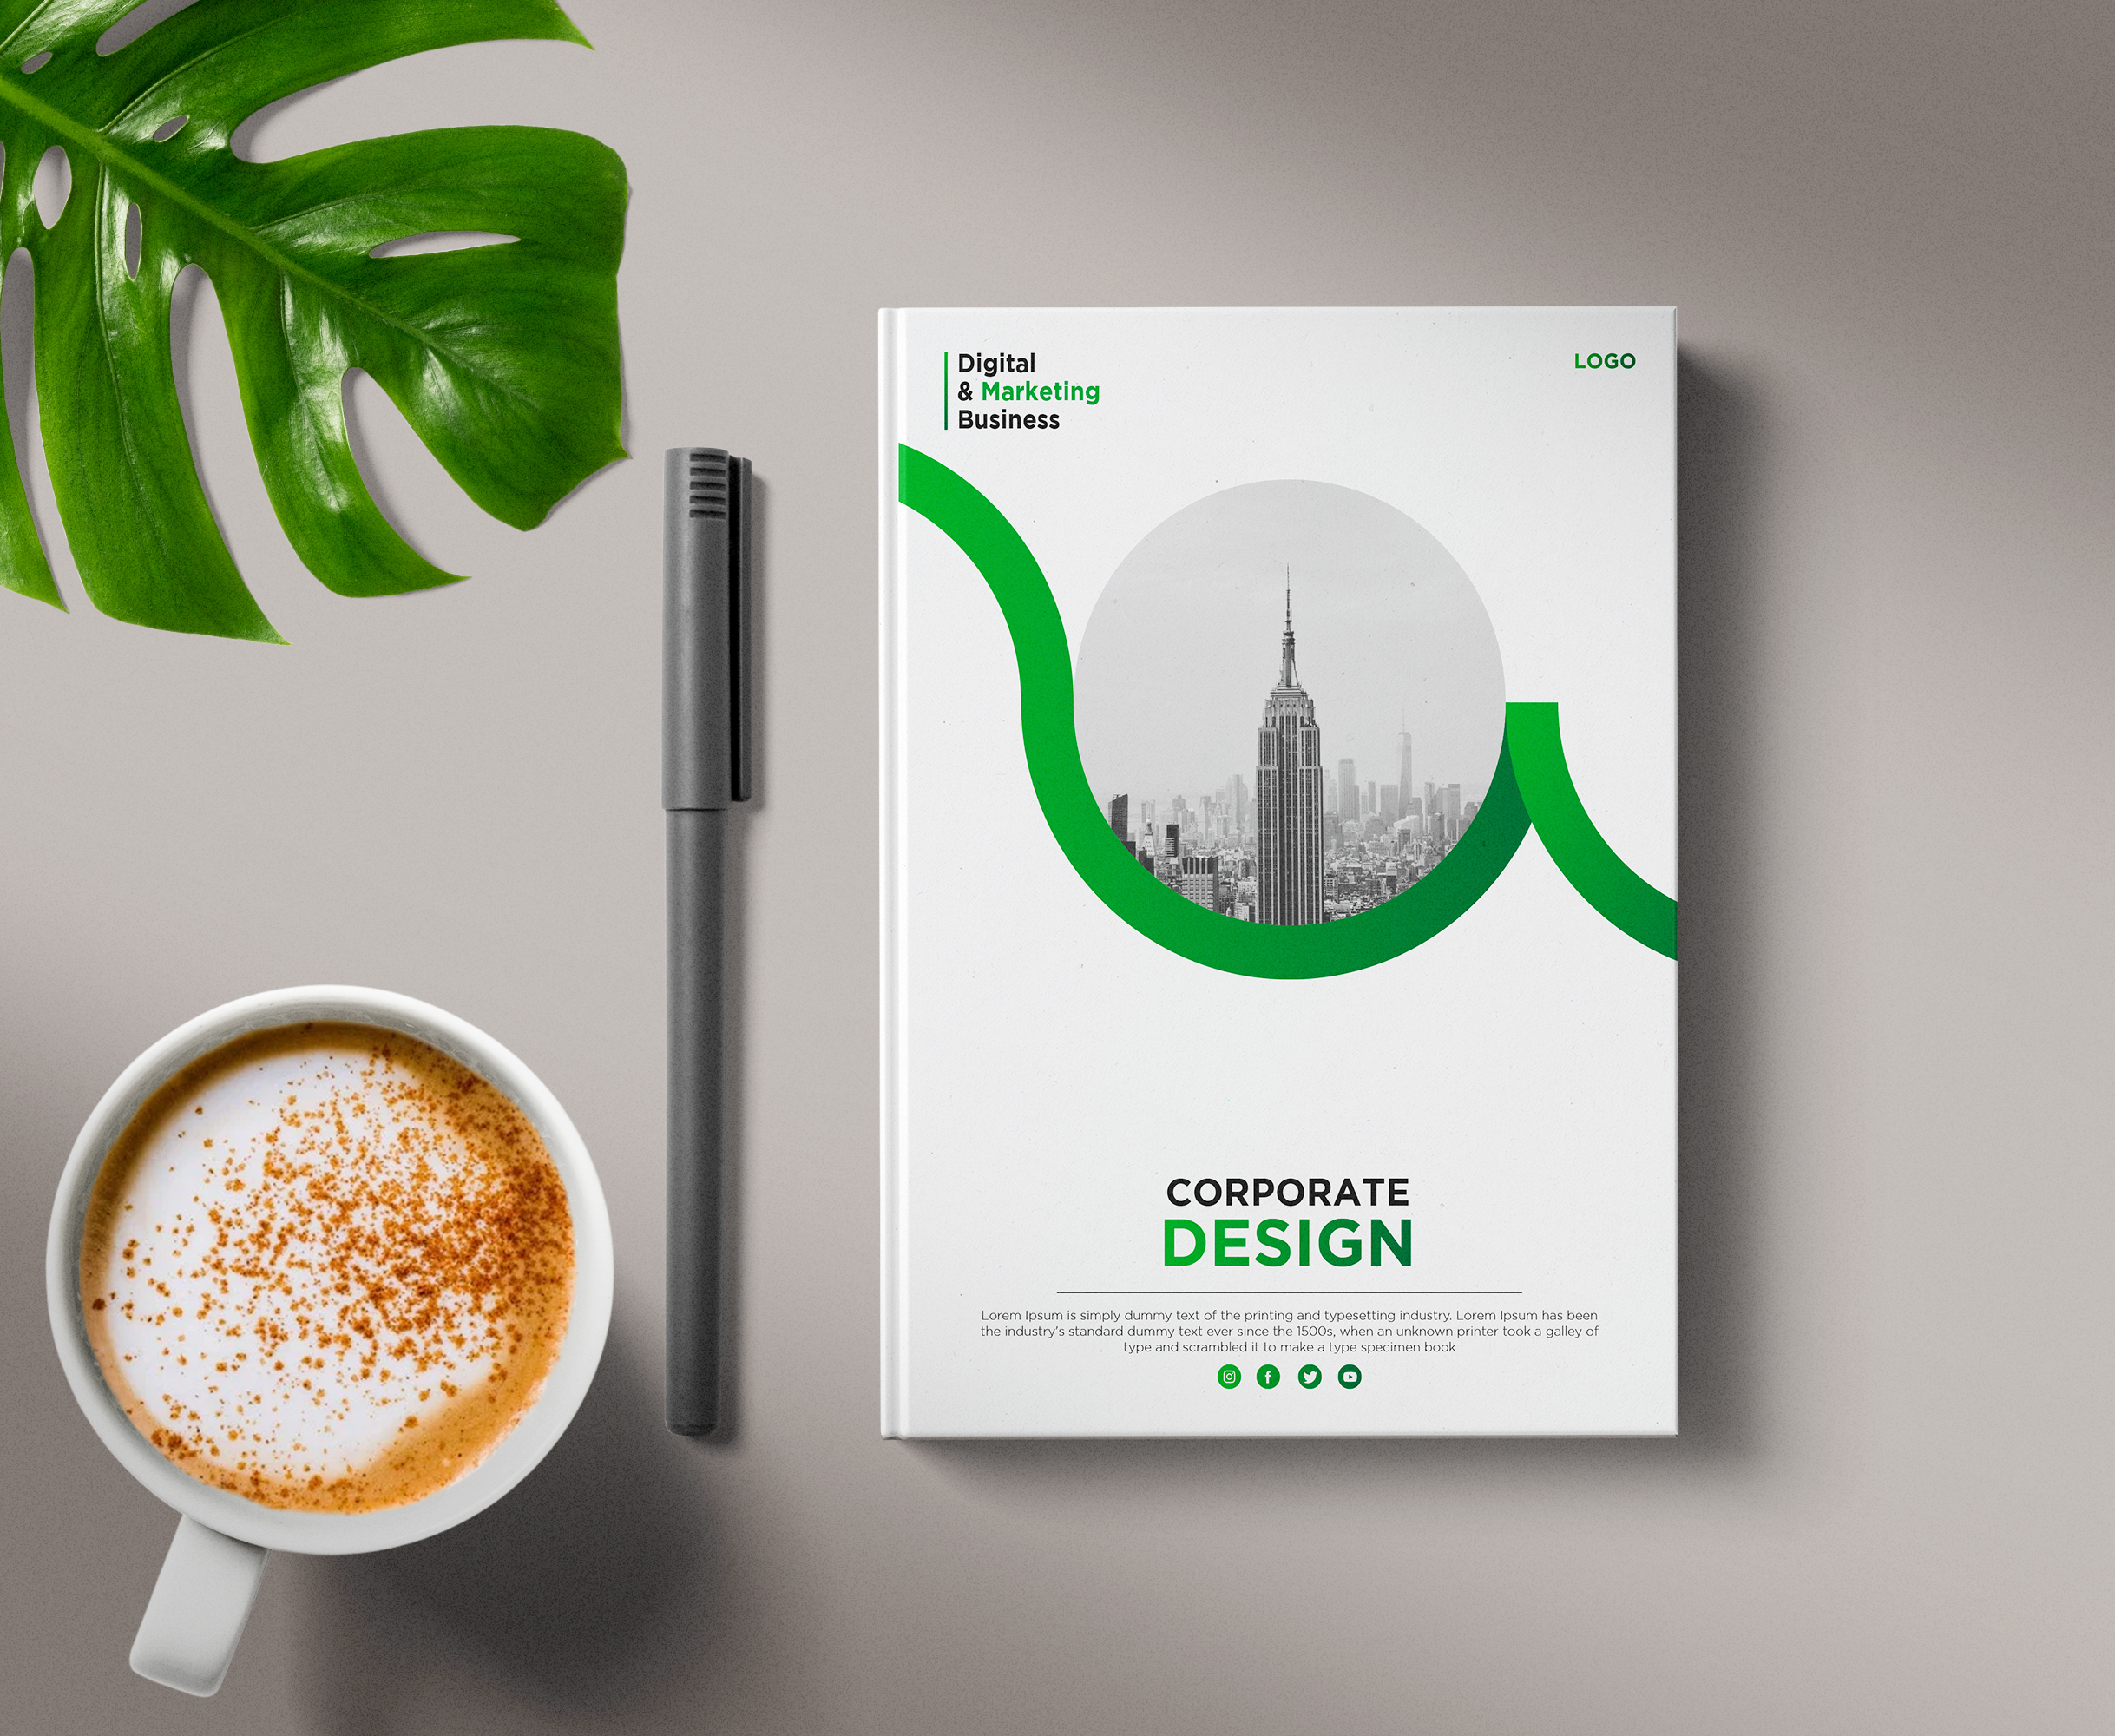 Digital
& Marketing
Business
LOGO
CORPORATE
DESIGN
Lorem Ipsum is simply dummy text of the printing and typesetting industry. Lorem Ipsum has been
the industry's standard dummy text ever since the 1500s, when an unknown printer took a galley of
type and scrambled it to make a type specimen book